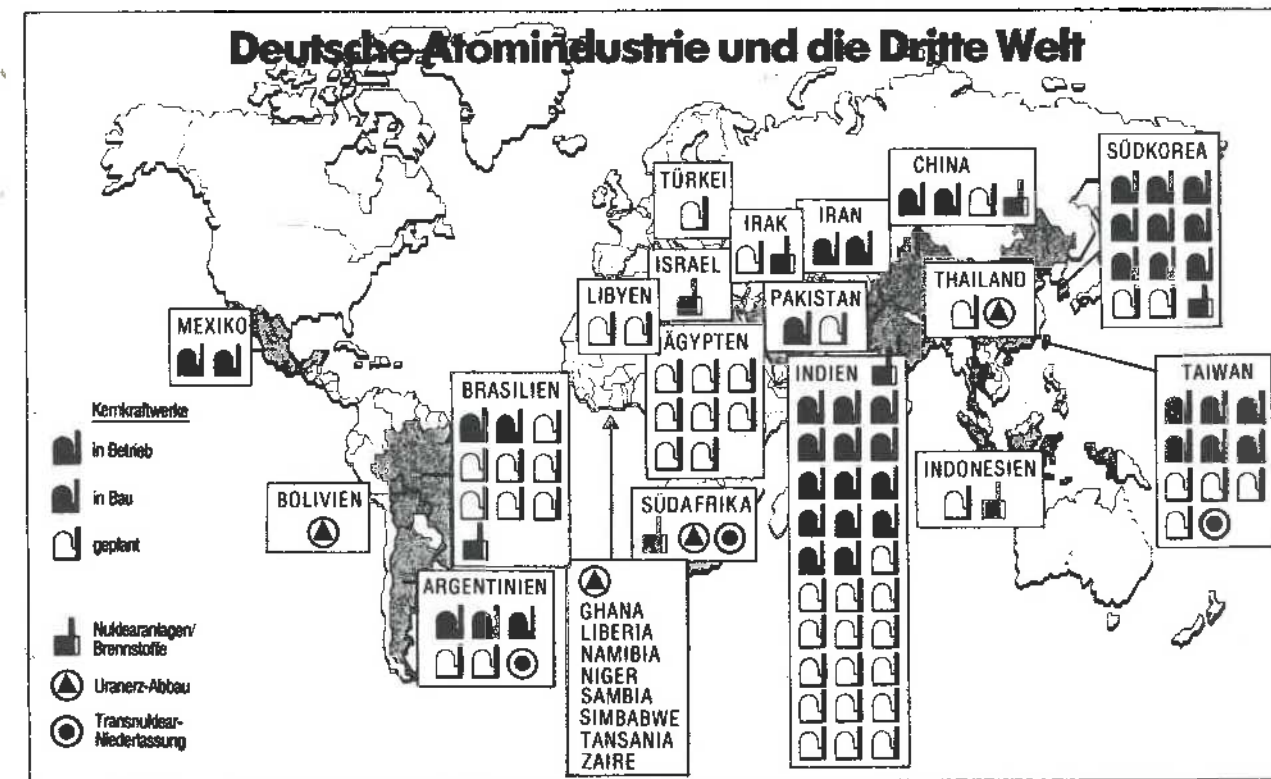 Deutsche Atomindustrie und die Dritte Welt
TÜRKEI
IRAK
IRAN
CHINA
SÜDKOREA
ISRAEL
LIBYEN
PAKISTAN
THAILAND
MEXIKO
ÄGYPTEN
BRASILIEN
INDIEN
TAIWAN
Kernkraftwerke
in Betrieb
in Bau
geplant
BOLIVIEN
SÜDAFRIKA
INDONESIEN
ARGENTINIEN
GHANA
LIBERIA
NAMIBIA
NIGER
SAMBIA
SIMBABWE
TANSANIA
ZAIRE
Nuklearanlagen/
Brennstoffe
Uranerz-Abbau
Transnuklear-
Niederlassung